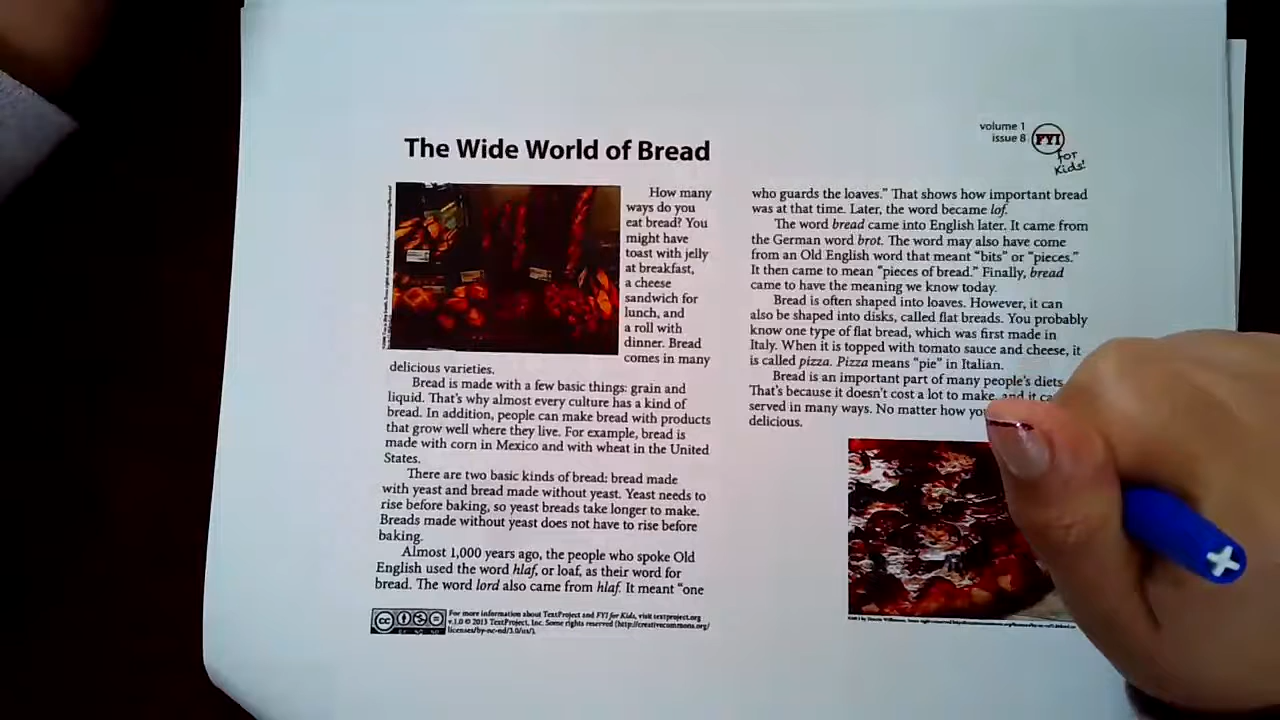 The Wide World of Bread
volume 1
issue 8
FYI
for
Kids!
How many
ways do you
eat bread? You
might have
toast with jelly
at breakfast,
a cheese
sandwich for
lunch, and
a roll with
dinner. Bread
comes in many
delicious varieties.
Bread is made with a few basic things: grain and
liquid. That's why almost every culture has a kind of
bread. In addition, people can make bread with products
that grow well where they live. For example, bread is
made with corn in Mexico and with wheat in the United
States.
There are two basic kinds of bread: bread made
with yeast and bread made without yeast. Yeast needs to
rise before baking, so yeast breads take longer to make.
Breads made without yeast does not have to rise before
baking.
Almost 1,000 years ago, the people who spoke Old
English used the word hlaf, or loaf, as their word for
bread. The word lord also came from hlaf. It meant "one
who guards the loaves." That shows how important bread
was at that time. Later, the word became lof.
The word bread came into English later. It came from
the German word brot. The word may also have come
from an Old English word that meant "bits" or "pieces."
It then came to mean "pieces of bread." Finally, bread
came to have the meaning we know today.
Bread is often shaped into loaves. However, it can
also be shaped into disks, called flat breads. You probably
know one type of flat bread, which was first made in
Italy. When it is topped with tomato sauce and cheese, it
is called pizza. Pizza means "pie" in Italian.
Bread is an important part of many people's diets.
That's because it doesn't cost a lot to make, and it
served in many ways. No matter how
delicious.
For more information about TextProject and FYI for Kids, visit textproject.org
v.1.0 © 2013 TextProject, Inc. Some rights reserved (http://creativecommons.org/
licenses/by-nc-nd/3.0/us/).